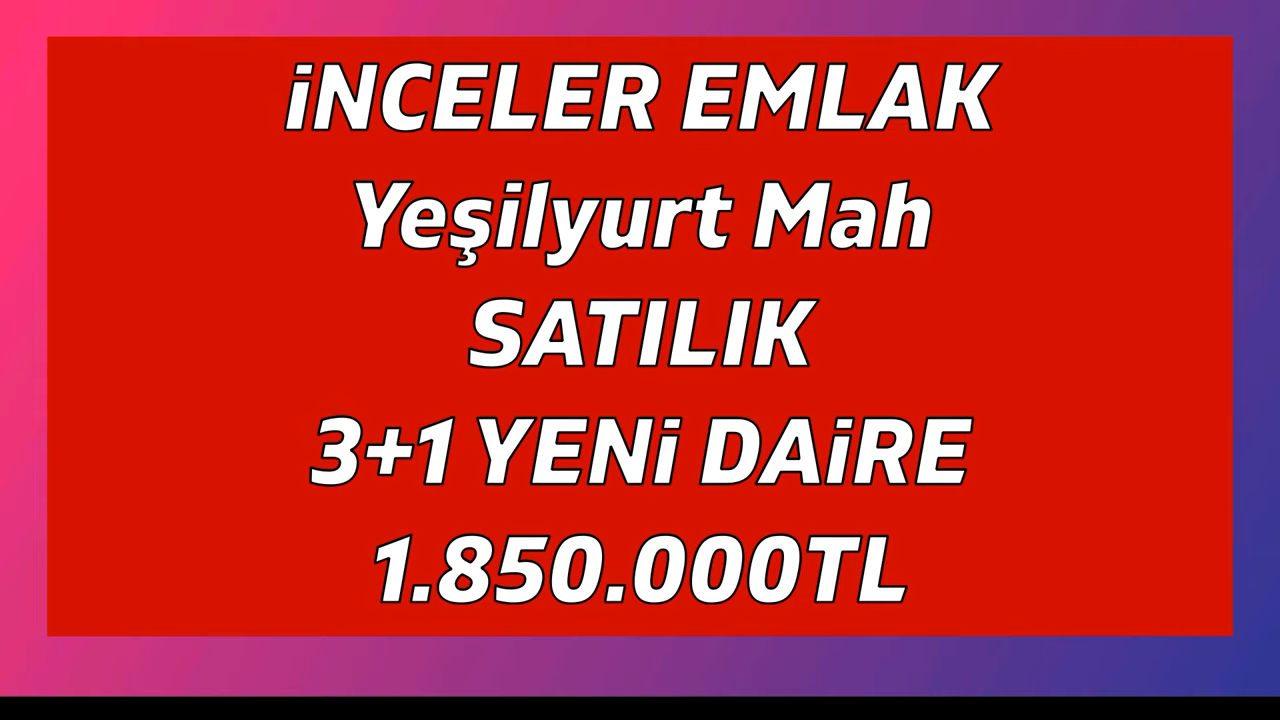 iNCELER EMLAK
Yeşilyurt Mah
SATILIK
3+1 YENi DAiRE
1.850.000TL